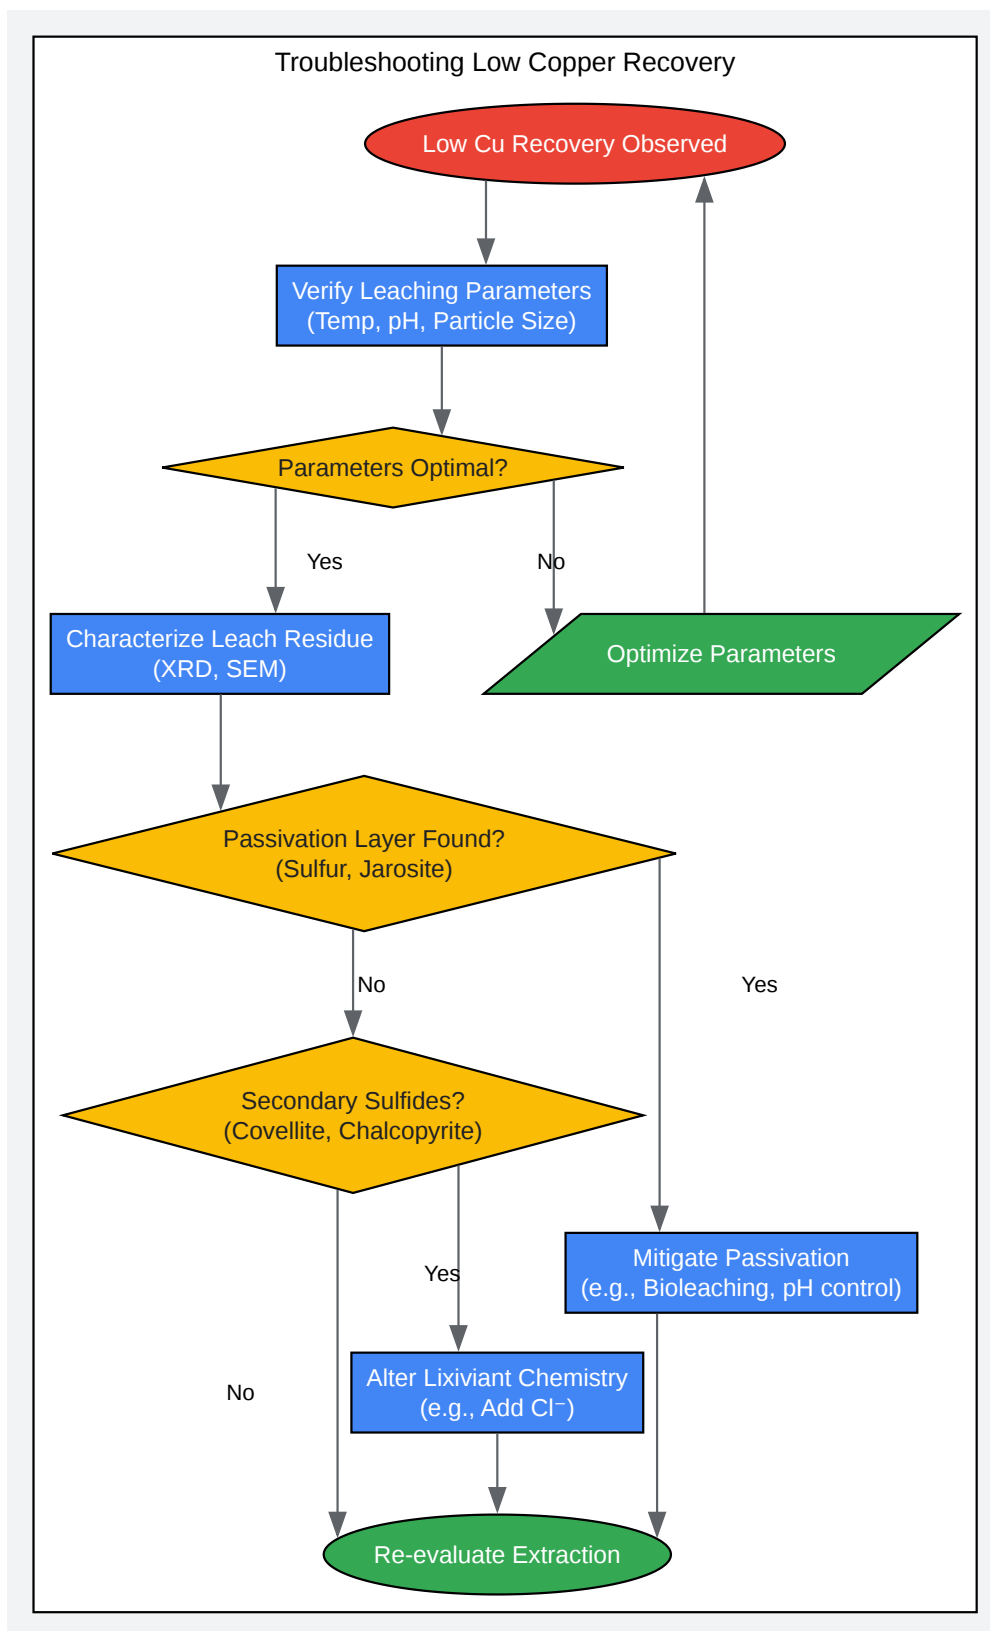 Troubleshooting Low Copper Recovery
Low Cu Recovery Observed
Verify Leaching Parameters
(Temp, pH, Particle Size)
Parameters Optimal?
Yes
No
Characterize Leach Residue
(XRD, SEM)
Optimize Parameters
Passivation Layer Found?
(Sulfur, Jarosite)
No
Yes
Secondary Sulfides?
(Covellite, Chalcopyrite)
Mitigate Passivation
(e.g., Bioleaching, pH control)
Yes
Alter Lixiviant Chemistry
(e.g., Add Cl⁻)
No
Re-evaluate Extraction